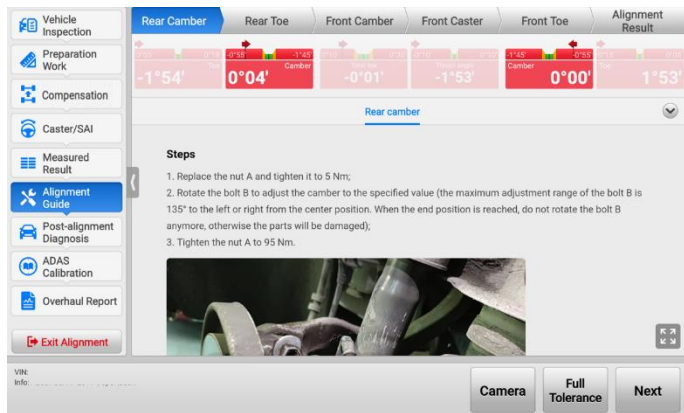 Vehicle
Inspection
Preparation
Work
Compensation
Caster/SAI
Measured
Result
Alignment
Guide
Post-alignment
Diagnosis
ADAS
Calibration
Overhaul Report
Exit Alignment
Rear Camber
Rear Toe
Front Camber
Front Caster
Front Toe
Alignment
Result
-0°55' -1°45'
Camber
-1°54' 0°04' -0°01' -1°53'
-1°45' -0°55'
Camber
0°00' 1°53'
Rear camber
Steps
1. Replace the nut A and tighten it to 5 Nm;
2. Rotate the bolt B to adjust the camber to the specified value (the maximum adjustment range of the bolt B is
135° to the left or right from the center position. When the end position is reached, do not rotate the bolt B
anymore, otherwise the parts will be damaged);
3. Tighten the nut A to 95 Nm.
VIN:
Info:
Camera
Full
Tolerance
Next